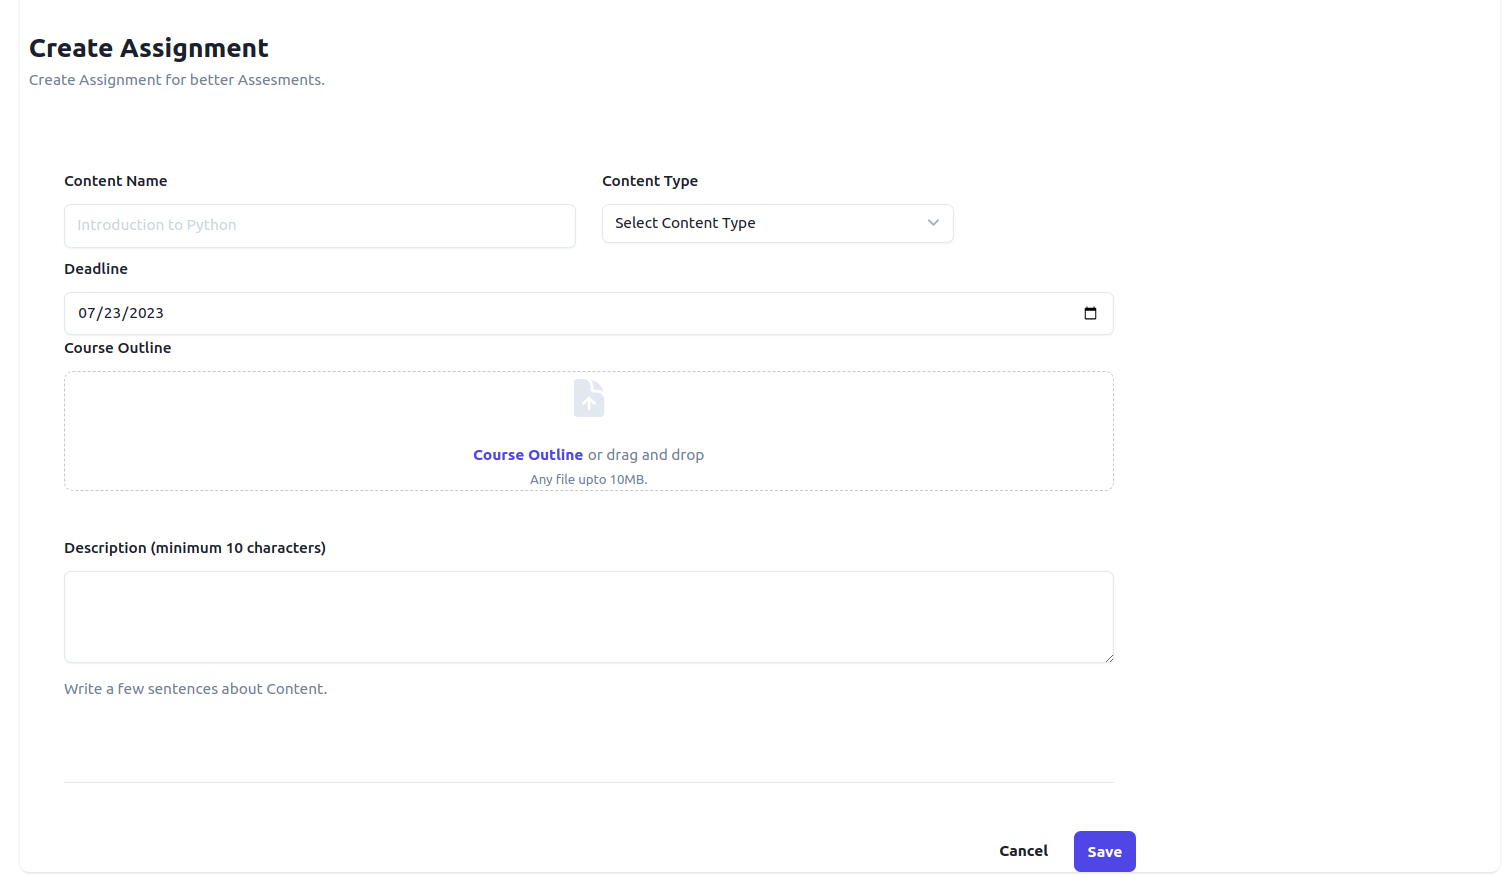 Create Assignment
Create Assignment for better Assesments.
Content Name
Content Type
Introduction to Python
Select Content Type
Deadline
07/23/2023
Course Outline
Course Outline or drag and drop
Any file upto 10MB.
Description (minimum 10 characters)
Write a few sentences about Content.
Cancel
Save